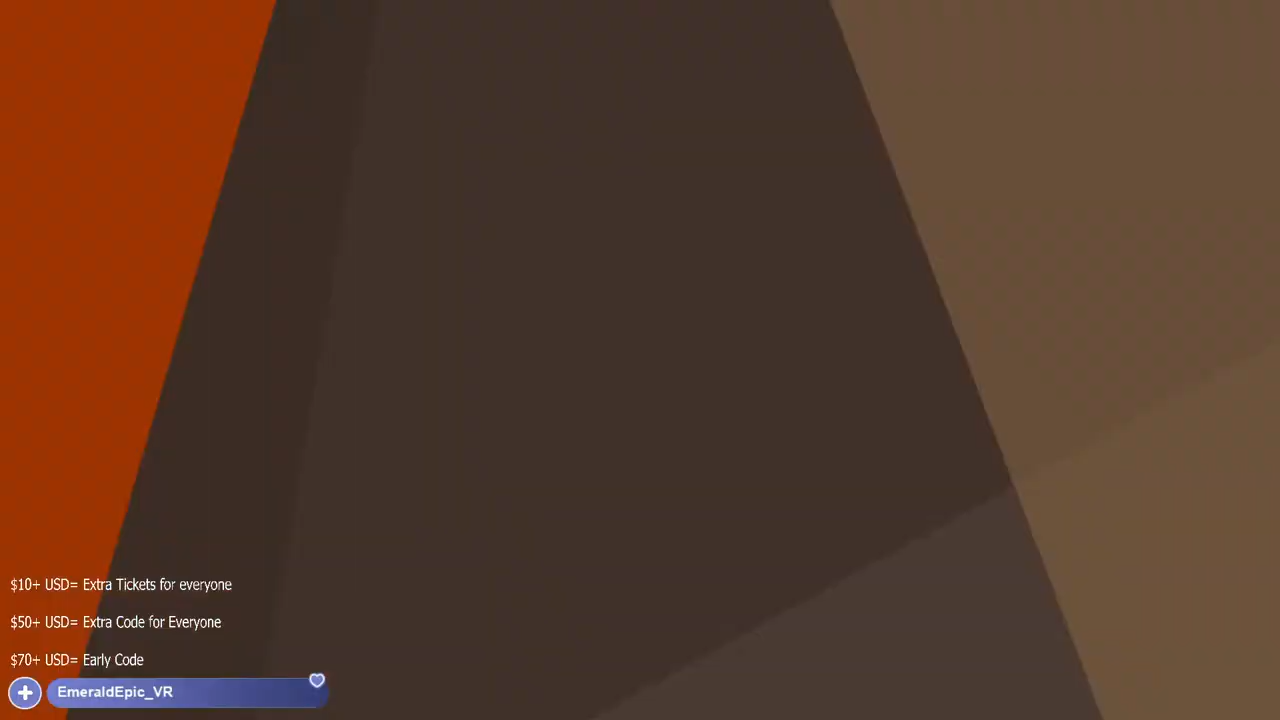 $10+ USD= Extra Tickets for everyone
$50+ USD= Extra Code for Everyone
$70+ USD= Early Code
EmeraldEpic_VR